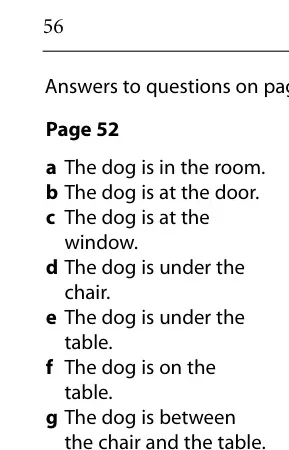 56
Answers to questions on
Page 52
a The dog is in the room.
b The dog is at the door.
c The dog is at the
window.
d The dog is under the
chair.
e The dog is under the
table.
f The dog is on the
table.
g The dog is between
the chair and the table.